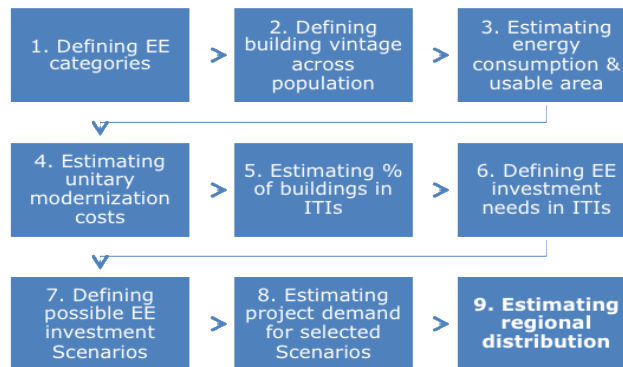 1. Defining EE
categories
2. Defining
building vintage
across
population
3. Estimating
energy
consumption &
usable area
4. Estimating
unitary
modernization
costs
5. Estimating %
of buildings in
ITIs
6. Defining EE
investment
needs in ITIs
7. Defining
possible EE
investment
Scenarios
8. Estimating
project demand
for selected
Scenarios
9. Estimating
regional
distribution